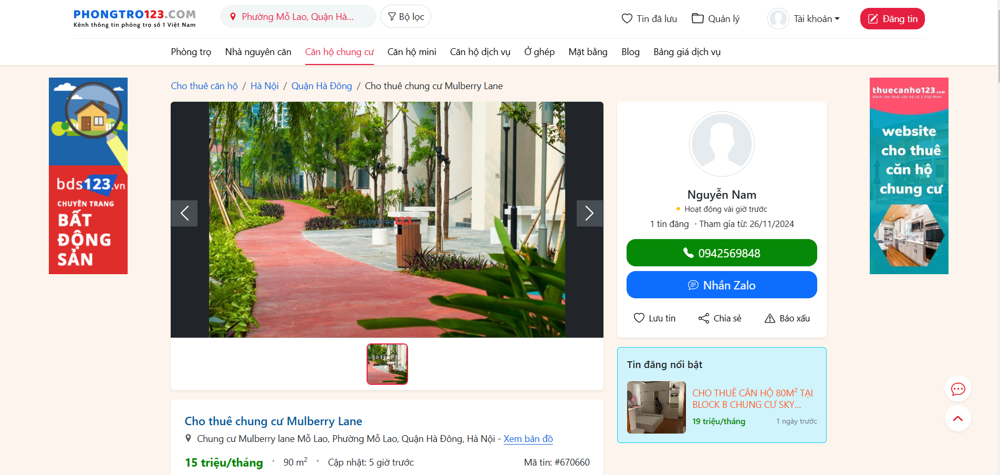 PHONGTRO123.COM
Kênh thông tin phòng trọ số 1 Việt Nam
Phường Mỗ Lao, Quận Hà...
Bộ lọc
Tin đã lưu
Quản lý
Tài khoản
Đăng tin
Phòng trọ
Nhà nguyên căn
Căn hộ chung cư
Căn hộ mini
Căn hộ dịch vụ
Ở ghép
Mặt bằng
Blog
Bảng giá dịch vụ
bds123.vn
CHUYÊN TRANG
BẤT
ĐỘNG
SẢN
Cho thuê căn hộ / Hà Nội / Quận Hà Đông / Cho thuê chung cư Mulberry Lane
PHONGTRO123.com
Cho thuê chung cư Mulberry Lane
Chung cư Mulberry lane Mỗ Lao, Phường Mỗ Lao, Quận Hà Đông, Hà Nội - Xem bản đồ
15 triệu/tháng • 90 m² • Cập nhật: 5 giờ trước
Mã tin: #670660
Nguyễn Nam
Hoạt động vài giờ trước
1 tin đăng • Tham gia từ: 26/11/2024
0942569848
Nhắn Zalo
Lưu tin
Chia sẻ
Báo xấu
Tin đăng nổi bật
CHO THUÊ CĂN HỘ 80M² TẠI
BLOCK B CHUNG CƯ SKY...
19 triệu/tháng
1 ngày trước
thuecanho123.com
Kênh cho thuê căn hộ số 1 Việt Nam
website
cho thuê
căn hộ
chung cư